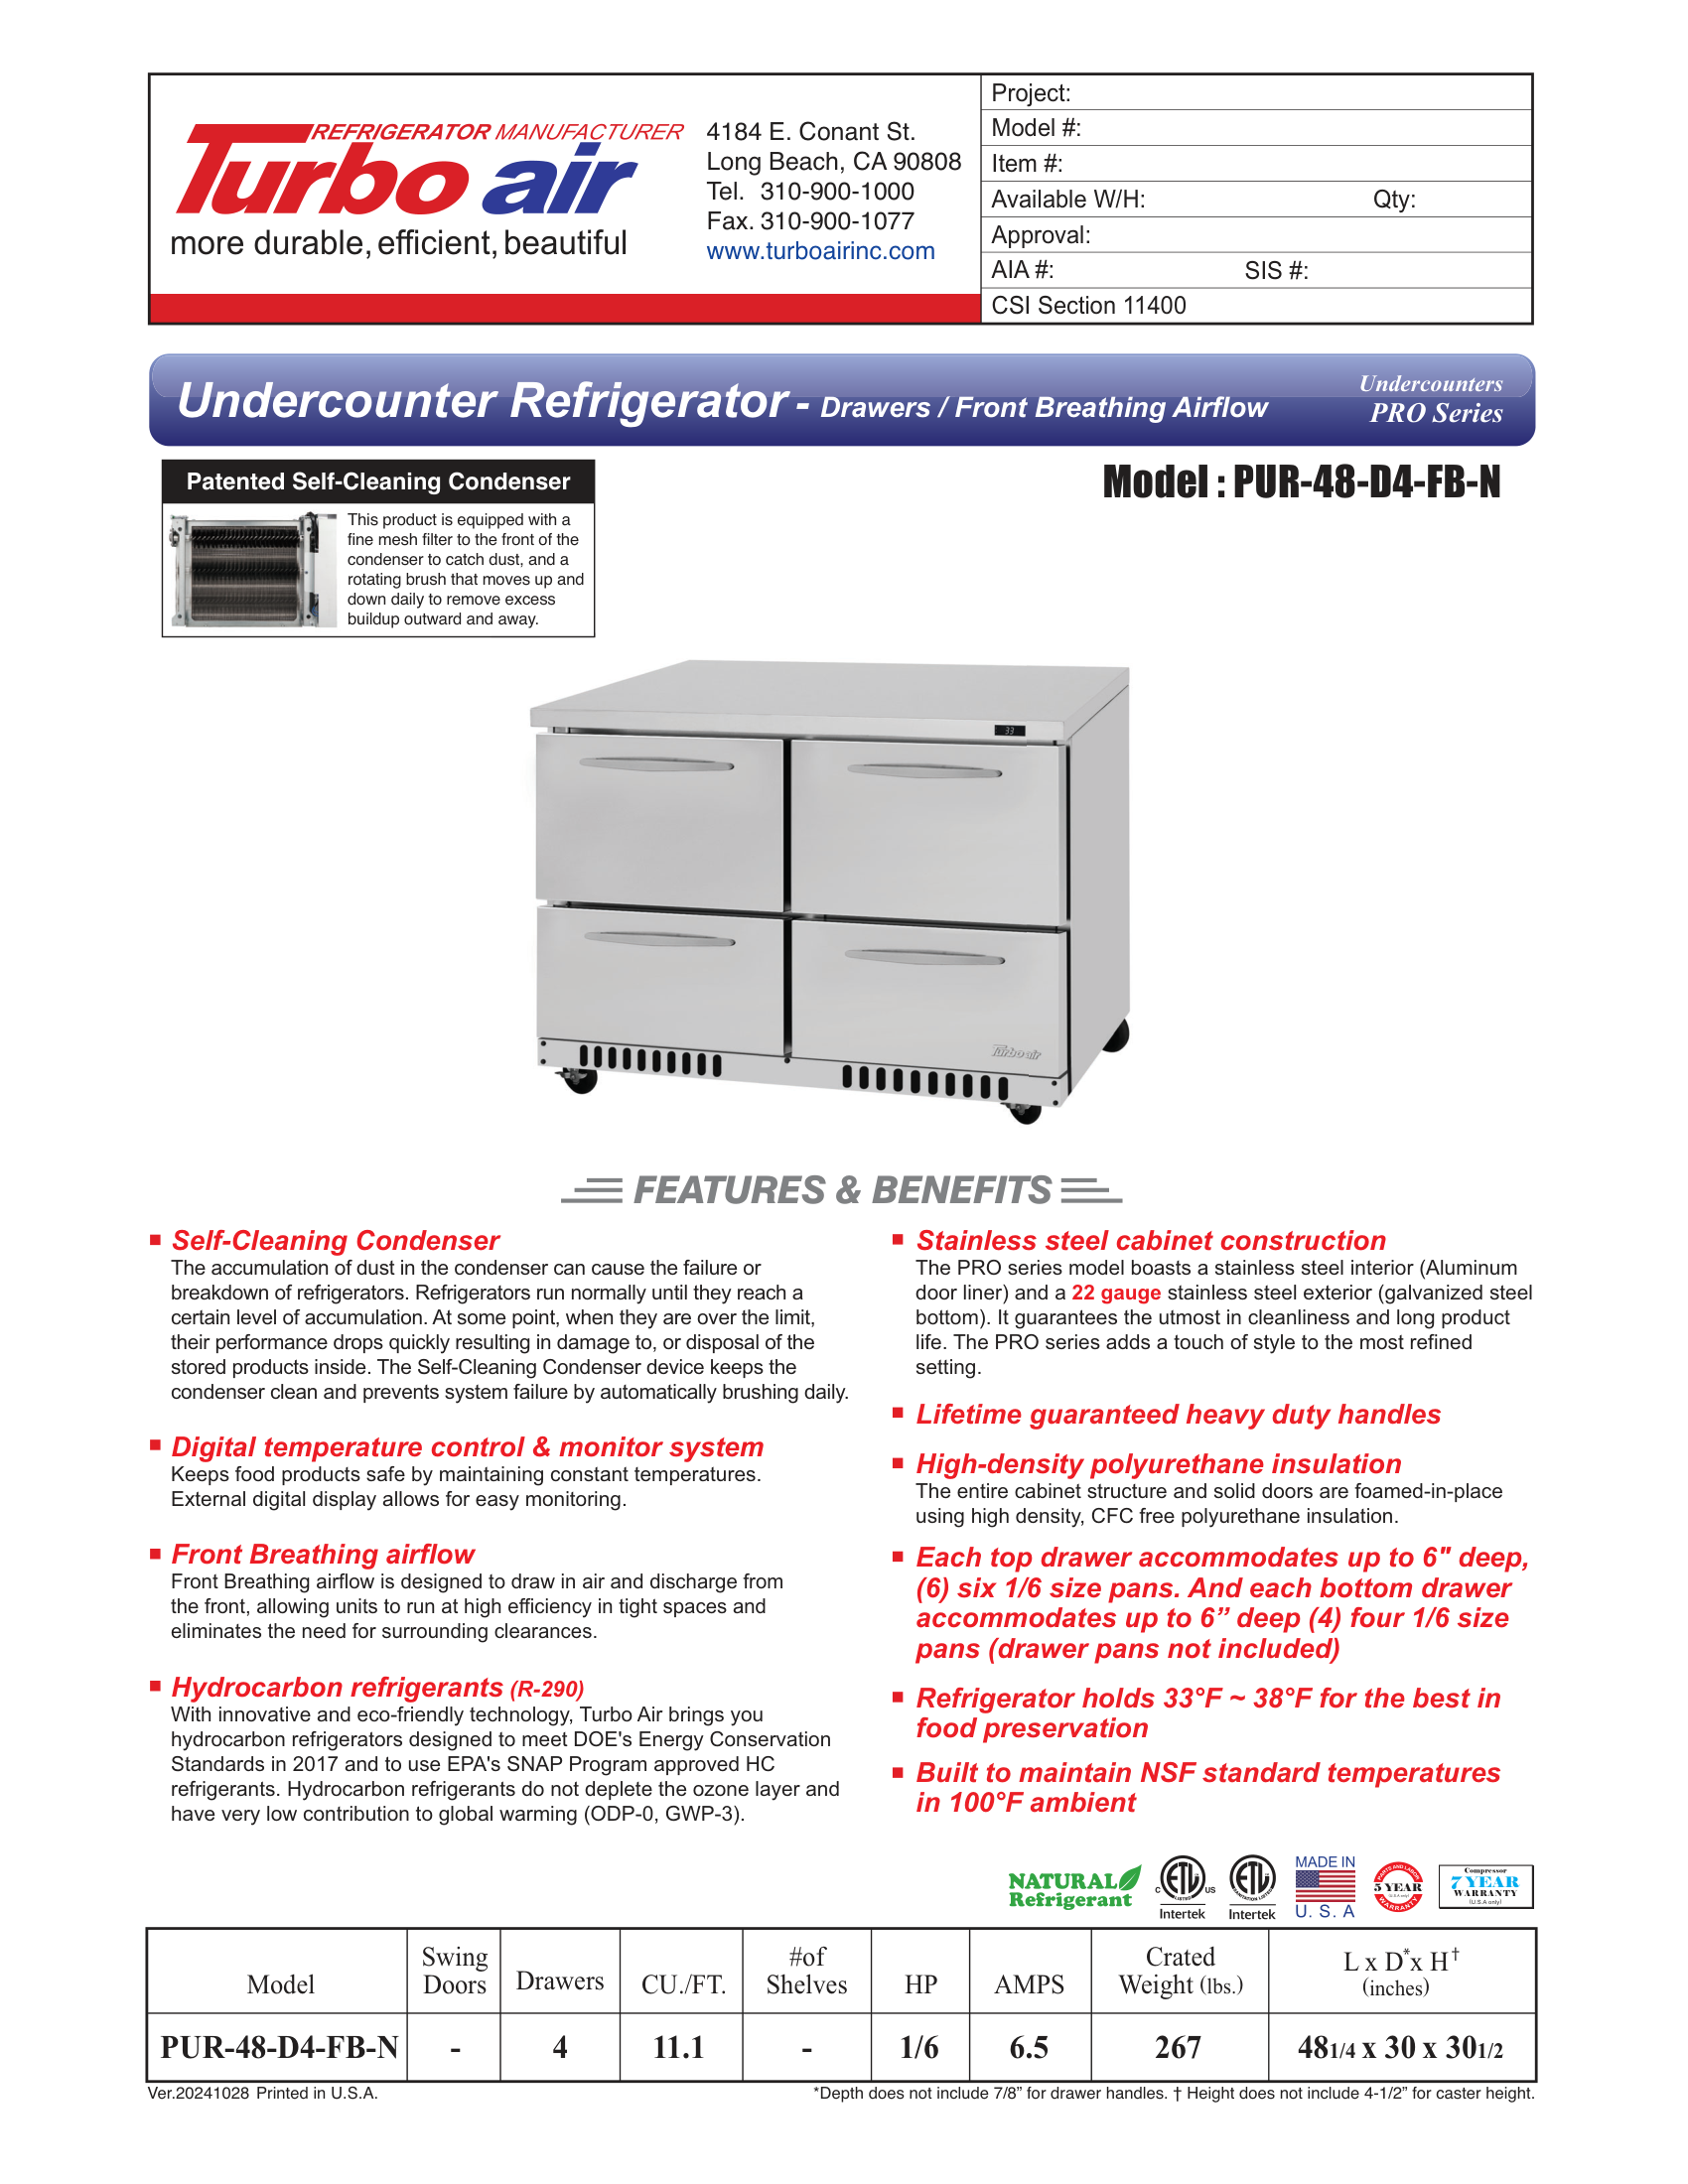 REFRIGERATOR MANUFACTURER
Turbo air
more durable, efficient, beautiful
4184 E. Conant St.
Long Beach, CA 90808
Tel. 310-900-1000
Fax. 310-900-1077
www.turboairinc.com
Project:
Model #:
Item #:
Available W/H: Qty:
Approval:
AIA #: SIS #:
CSI Section 11400
Undercounter Refrigerator - Drawers / Front Breathing Airflow
Undercounters
PRO Series
Patented Self-Cleaning Condenser
This product is equipped with a
fine mesh filter to the front of the
condenser to catch dust, and a
rotating brush that moves up and
down daily to remove excess
buildup outward and away.
Model : PUR-48-D4-FB-N
33
Turbo air
FEATURES & BENEFITS
Self-Cleaning Condenser
The accumulation of dust in the condenser can cause the failure or
breakdown of refrigerators. Refrigerators run normally until they reach a
certain level of accumulation. At some point, when they are over the limit,
their performance drops quickly resulting in damage to, or disposal of the
stored products inside. The Self-Cleaning Condenser device keeps the
condenser clean and prevents system failure by automatically brushing daily.
Digital temperature control & monitor system
Keeps food products safe by maintaining constant temperatures.
External digital display allows for easy monitoring.
Front Breathing airflow
Front Breathing airflow is designed to draw in air and discharge from
the front, allowing units to run at high efficiency in tight spaces and
eliminates the need for surrounding clearances.
Hydrocarbon refrigerants (R-290)
With innovative and eco-friendly technology, Turbo Air brings you
hydrocarbon refrigerators designed to meet DOE's Energy Conservation
Standards in 2017 and to use EPA's SNAP Program approved HC
refrigerants. Hydrocarbon refrigerants do not deplete the ozone layer and
have very low contribution to global warming (ODP-0, GWP-3).
Stainless steel cabinet construction
The PRO series model boasts a stainless steel interior (Aluminum
door liner) and a 22 gauge stainless steel exterior (galvanized steel
bottom). It guarantees the utmost in cleanliness and long product
life. The PRO series adds a touch of style to the most refined
setting.
Lifetime guaranteed heavy duty handles
High-density polyurethane insulation
The entire cabinet structure and solid doors are foamed-in-place
using high density, CFC free polyurethane insulation.
Each top drawer accommodates up to 6" deep,
(6) six 1/6 size pans. And each bottom drawer
accommodates up to 6” deep (4) four 1/6 size
pans (drawer pans not included)
Refrigerator holds 33°F ~ 38°F for the best in
food preservation
Built to maintain NSF standard temperatures
in 100°F ambient
NATURAL
Refrigerant
C ETL US
LISTED
Intertek
ETL
SANITATION LISTED
Intertek
MADE IN
U. S. A
PARTS AND LABOR
5 YEAR
(U.S.A only)
WARRANTY
Compressor
7 YEAR
WARRANTY
(U.S.A only)
Model Swing Doors Drawers CU./FT. #of Shelves HP AMPS Crated Weight (lbs.) L x D* x H† (inches)
PUR-48-D4-FB-N - 4 11.1 - 1/6 6.5 267 481/4 x 30 x 301/2
Ver.20241028 Printed in U.S.A.
*Depth does not include 7/8” for drawer handles. † Height does not include 4-1/2” for caster height.